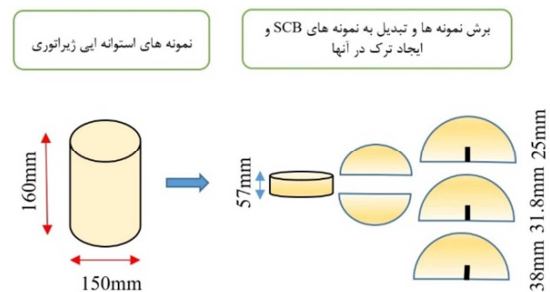 نمونه های استوانه ایی ژیراتوری
برش نمونه ها و تبدیل به نمونه های SCB و
ایجاد ترک در آنها
160mm
150mm
57mm
25mm
31.8mm
38mm